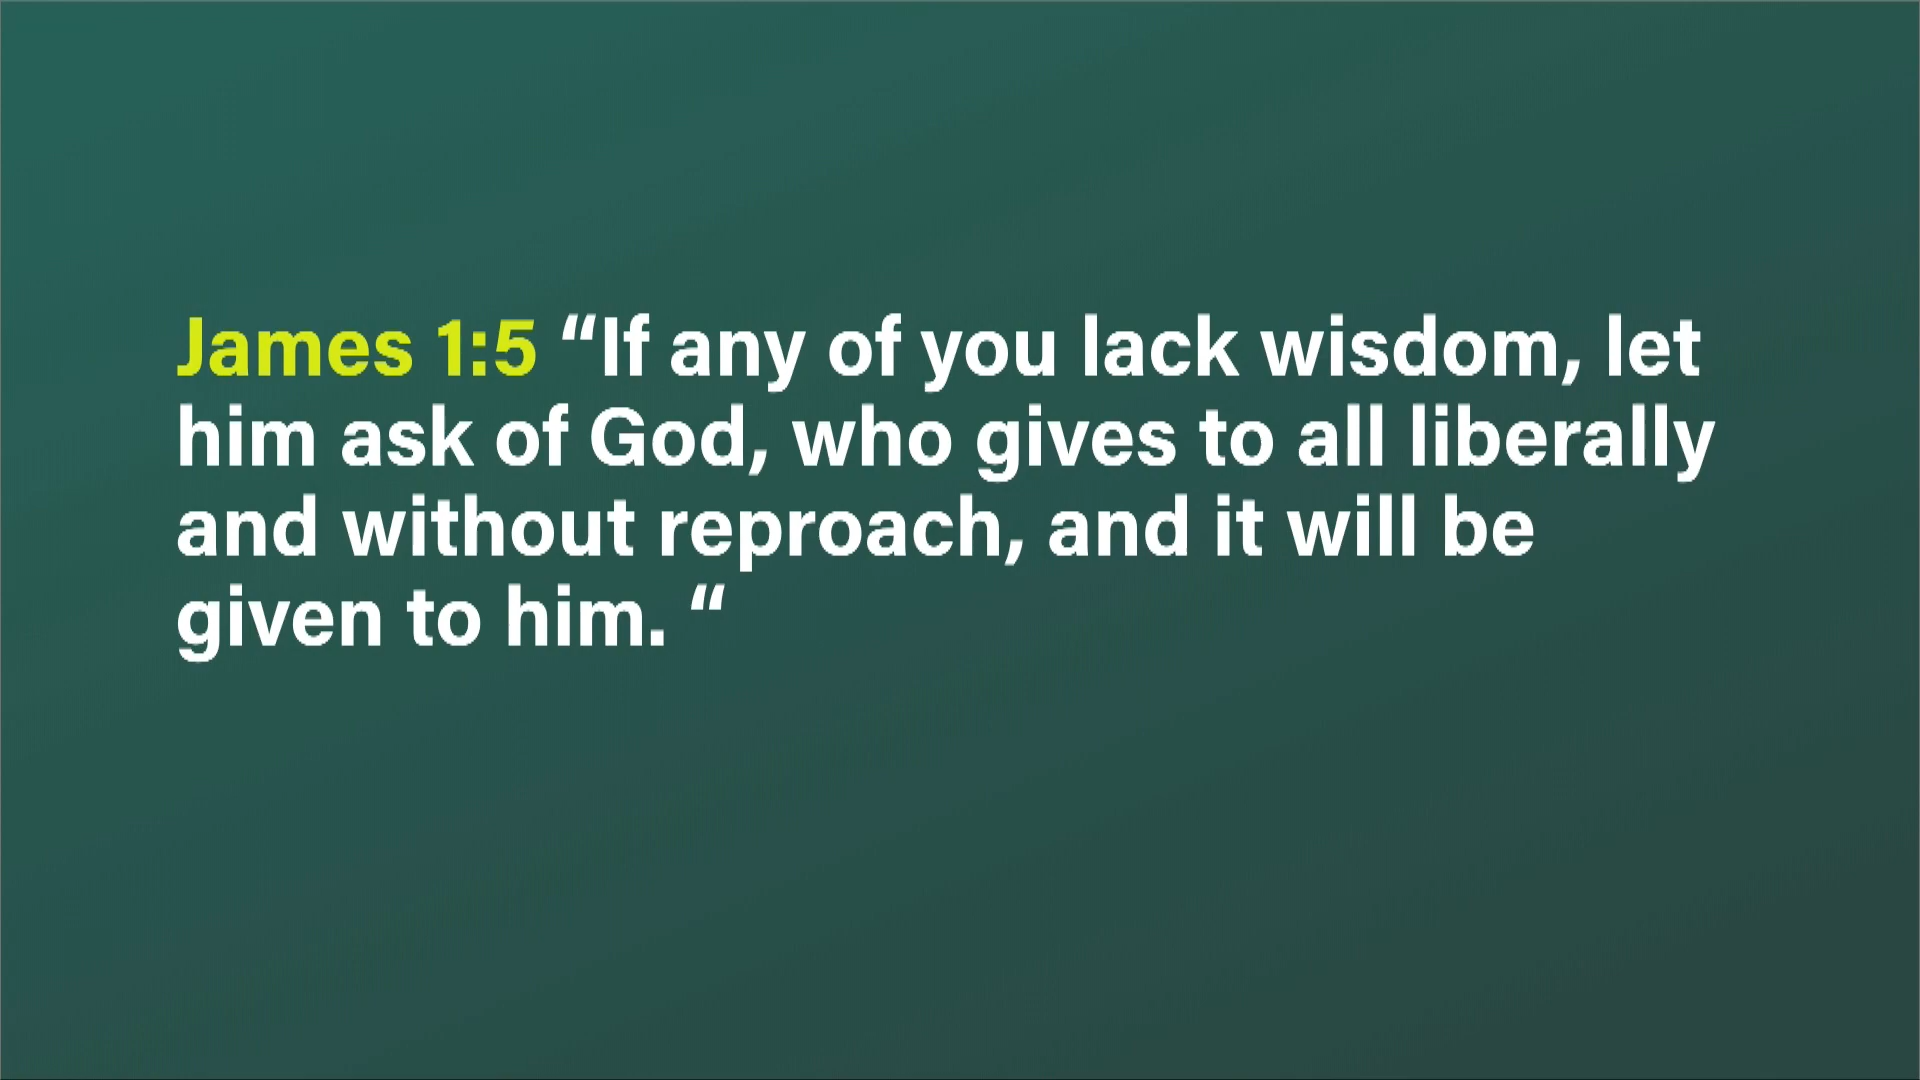 James 1:5 “If any of you lack wisdom, let
him ask of God, who gives to all liberally
and without reproach, and it will be
given to him. “